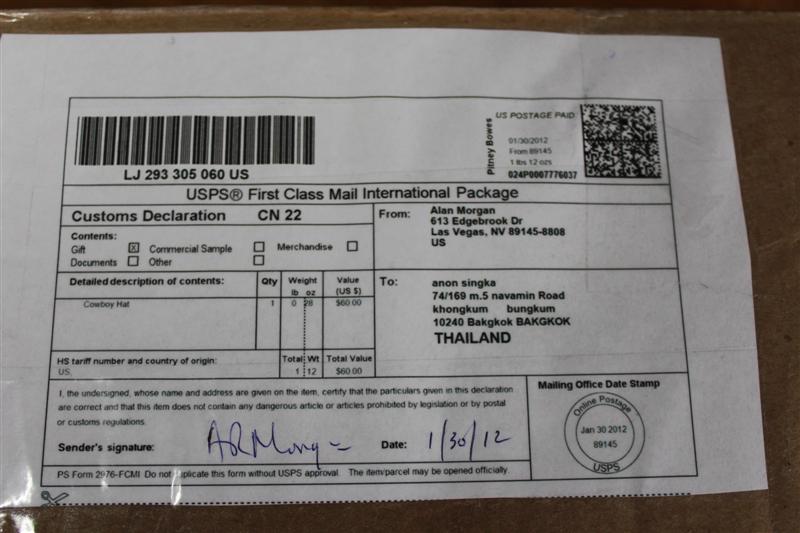 US POSTAGE PAID
Pitney Bowes
01/30/2012
From 89145
1 lbs 12 ozs
024P0007776037
LJ 293 305 060 US
USPS® First Class Mail International Package
Customs Declaration CN 22
From: Alan Morgan
613 Edgebrook Dr
Las Vegas, NV 89145-8808
US
Contents:
Gift X Commercial Sample Merchandise
Documents Other
Detailed description of contents: Qty Weight lb oz Value (US $)
Cowboy Hat 1 0 28 $60.00
To: anon singka
74/169 m.5 navamin Road
khongkum bungkum
10240 Bakgkok BAKGKOK
THAILAND
HS tariff number and country of origin: Total Wt Total Value
US, 1 12 $60.00
I, the undersigned, whose name and address are given on the item, certify that the particulars given in this declaration
are correct and that this item does not contain any dangerous article or articles prohibited by legislation or by postal
or customs regulations.
Sender's signature: ARMorgan Date: 1/30/12
Mailing Office Date Stamp
Online Postage
Jan 30 2012
89145
USPS
PS Form 2976-FCMI Do not duplicate this form without USPS approval. The item/parcel may be opened officially.